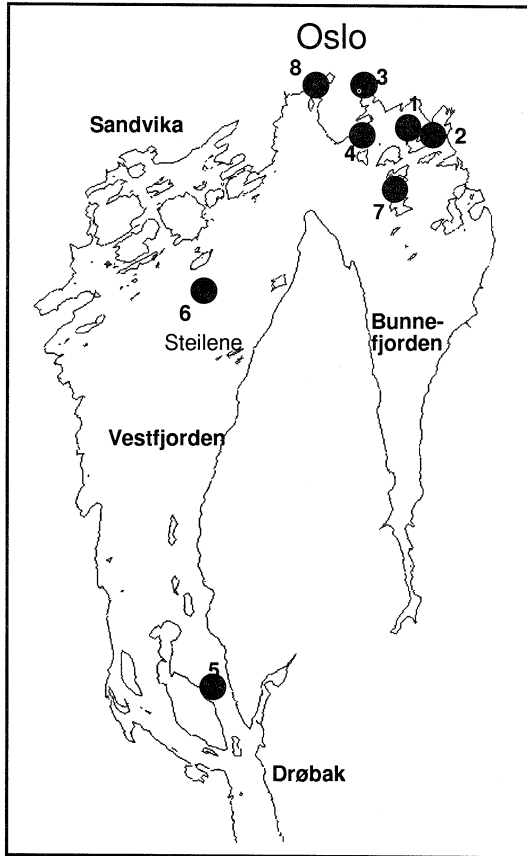 Oslo
8
3
1
2
4
Sandvika
7
6
Steilene
Bunne-
fjorden
Vestfjorden
5
Drøbak